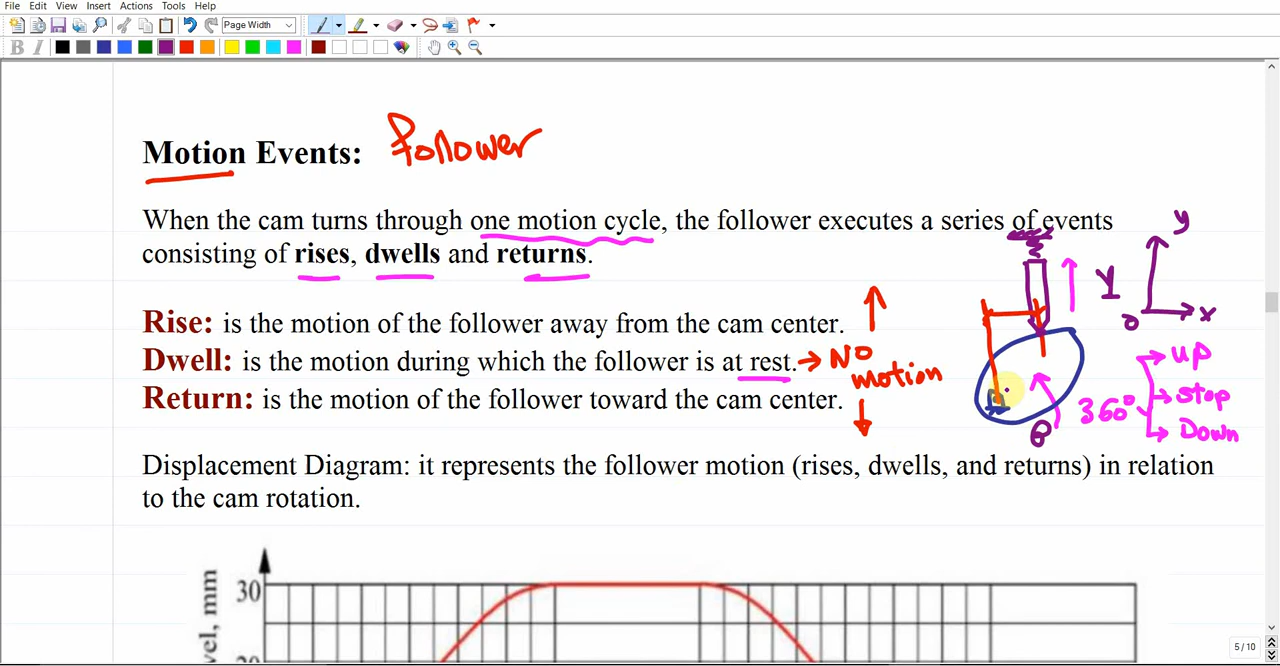 File Edit View Insert Actions Tools Help
Page Width
B I
Motion Events: follower
When the cam turns through one motion cycle, the follower executes a series of events
consisting of rises, dwells and returns.
y
Y
o x
Rise: is the motion of the follower away from the cam center.
Dwell: is the motion during which the follower is at rest. → No
motion
Return: is the motion of the follower toward the cam center.
up
360° stop
Down
θ
Displacement Diagram: it represents the follower motion (rises, dwells, and returns) in relation
to the cam rotation.
30
vel, mm
20
5 / 10